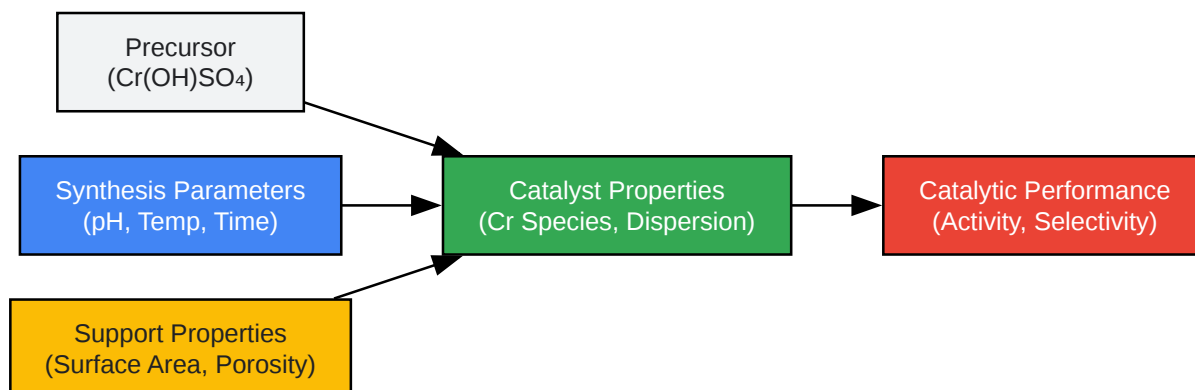 Precursor
(Cr(OH)SO₄)
Synthesis Parameters
(pH, Temp, Time)
Support Properties
(Surface Area, Porosity)
Catalyst Properties
(Cr Species, Dispersion)
Catalytic Performance
(Activity, Selectivity)